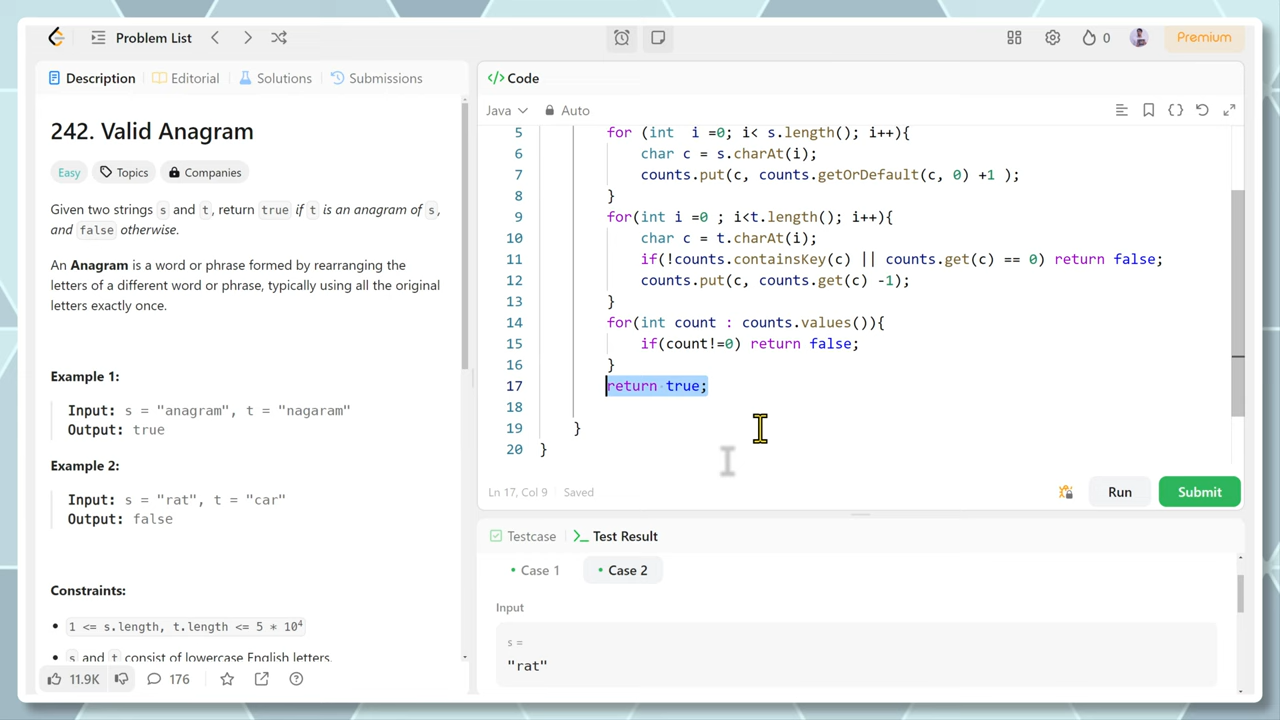 Problem List
0
Premium
Description
Editorial
Solutions
Submissions
242. Valid Anagram
Easy
Topics
Companies
Given two strings s and t, return true if t is an anagram of s,
and false otherwise.
An Anagram is a word or phrase formed by rearranging the
letters of a different word or phrase, typically using all the original
letters exactly once.
Example 1:
Input: s = "anagram", t = "nagaram"
Output: true
Example 2:
Input: s = "rat", t = "car"
Output: false
Constraints:
• 1 <= s.length, t.length <= 5 * 10⁴
• s and t consist of lowercase English letters.
11.9K
176
</> Code
Java
Auto
5 for (int i =0; i< s.length(); i++){
6 char c = s.charAt(i);
7 counts.put(c, counts.getOrDefault(c, 0) +1 );
8 }
9 for(int i =0 ; i<t.length(); i++){
10 char c = t.charAt(i);
11 if(!counts.containsKey(c) || counts.get(c) == 0) return false;
12 counts.put(c, counts.get(c) -1);
13 }
14 for(int count : counts.values()){
15 if(count!=0) return false;
16 }
17 return true;
18
19 }
20 }
Ln 17, Col 9 Saved
Run
Submit
Testcase
Test Result
• Case 1
• Case 2
Input
s =
"rat"